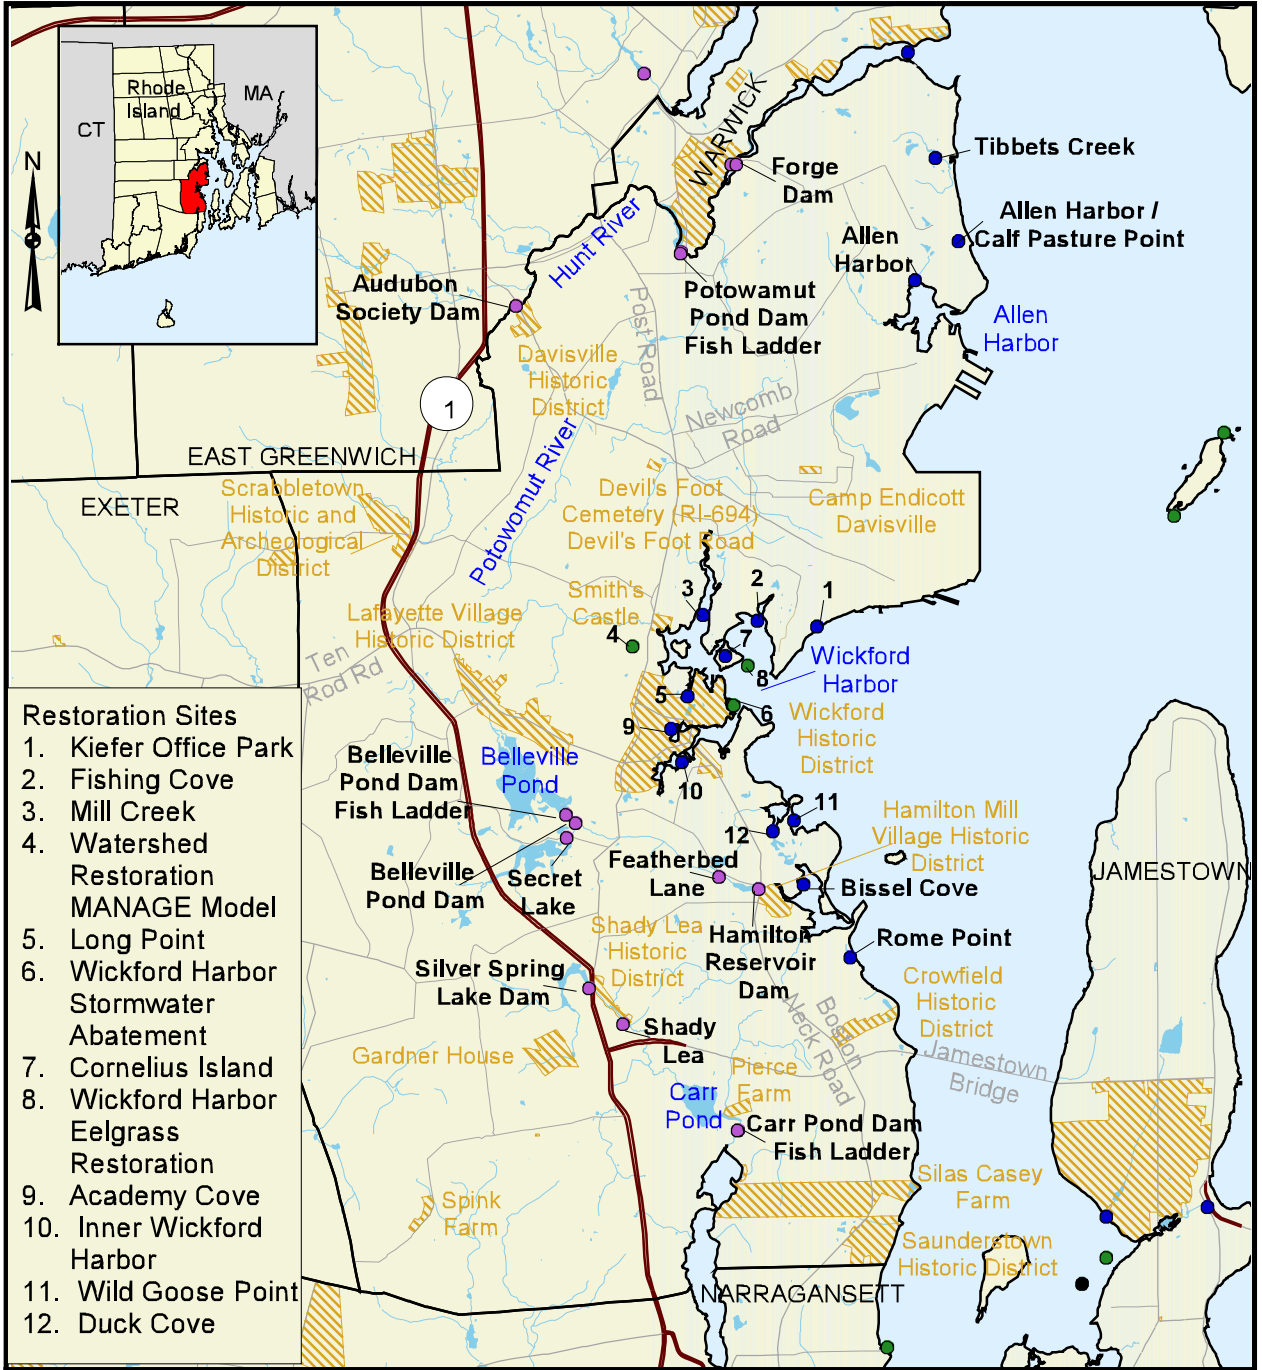 Rhode
Island
MA
CT
N
WARWICK
Forge
Dam
Tibbets Creek
Allen Harbor /
Calf Pasture Point
Allen
Harbor
Hunt River
Audubon
Society Dam
Potowamut
Pond Dam
Fish Ladder
Allen
Harbor
Post Road
Davisville
Historic
District
Newcomb
Road
1
EAST GREENWICH
EXETER
Potowomut River
Scrabbletown
Historic and
Archeological
District
Devil's Foot
Cemetery (RI-694)
Devil's Foot Road
Camp Endicott
Davisville
Smith's
Castle
Lafayette Village
Historic District
Ten
Rod Rd
3
2
1
4
7
8
5
6
9
10
Wickford
Harbor
Wickford
Historic
District
Restoration Sites
1. Kiefer Office Park
2. Fishing Cove
3. Mill Creek
4. Watershed
Restoration
MANAGE Model
5. Long Point
6. Wickford Harbor
Stormwater
Abatement
7. Cornelius Island
8. Wickford Harbor
Eelgrass
Restoration
9. Academy Cove
10. Inner Wickford
Harbor
11. Wild Goose Point
12. Duck Cove
Belleville
Pond Dam
Fish Ladder
Belleville
Pond
11
12
Hamilton Mill
Village Historic
District
Belleville
Pond Dam
Secret
Lake
Featherbed
Lane
Bissel Cove
JAMESTOWN
Shady Lea
Historic
District
Hamilton
Reservoir
Dam
Rome Point
Silver Spring
Lake Dam
Crowfield
Historic
District
Boston
Neck Road
Shady
Lea
Gardner House
Jamestown
Bridge
Pierce
Farm
Carr
Pond
Carr Pond Dam
Fish Ladder
Silas Casey
Farm
Spink
Farm
Saunderstown
Historic District
NARRAGANSETT